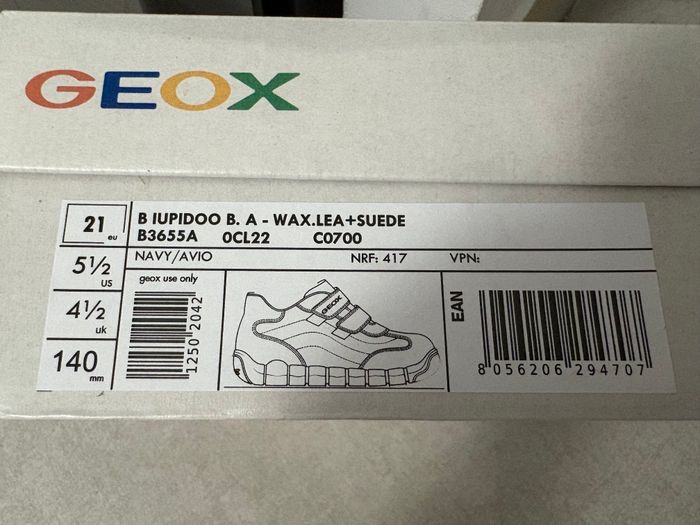 GEOX
21 eu
5½ US
4½ uk
140 mm
B IUPIDOO B. A - WAX.LEA+SUEDE
B3655A 0CL22 C0700
NAVY/AVIO NRF: 417 VPN:
geox use only
1250 2042
GEOX
EAN
8 056206 294707